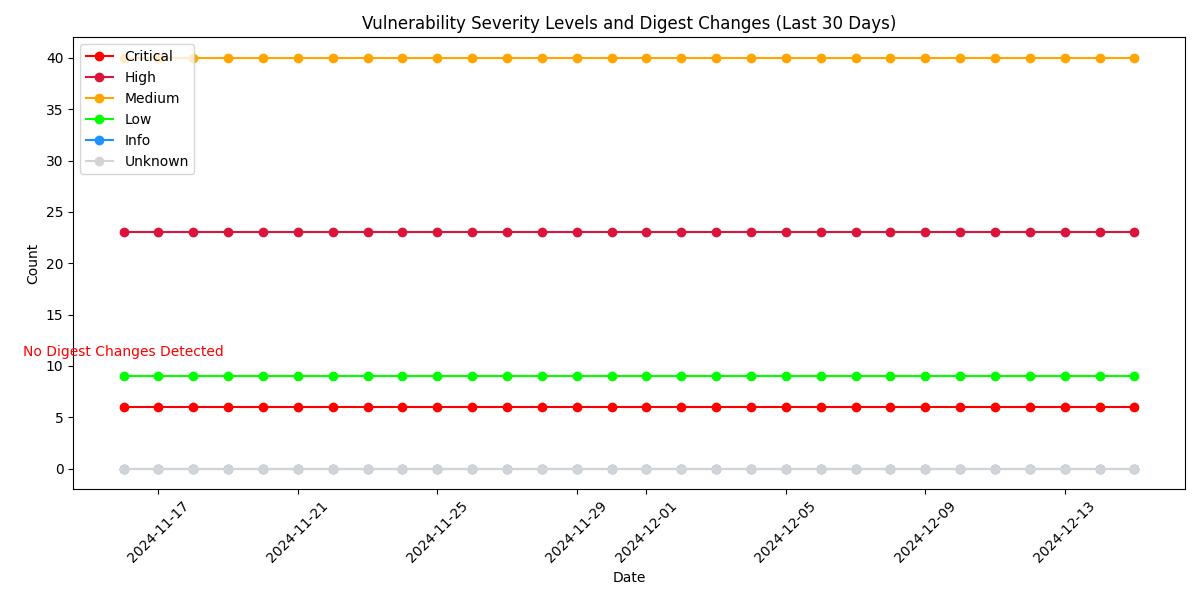 Vulnerability Severity Levels and Digest Changes (Last 30 Days)
Critical
High
Medium
Low
Info
Unknown
40
35
30
25
20
15
10
5
0
Count
No Digest Changes Detected
2024-11-17
2024-11-21
2024-11-25
2024-11-29
2024-12-01
2024-12-05
2024-12-09
2024-12-13
Date